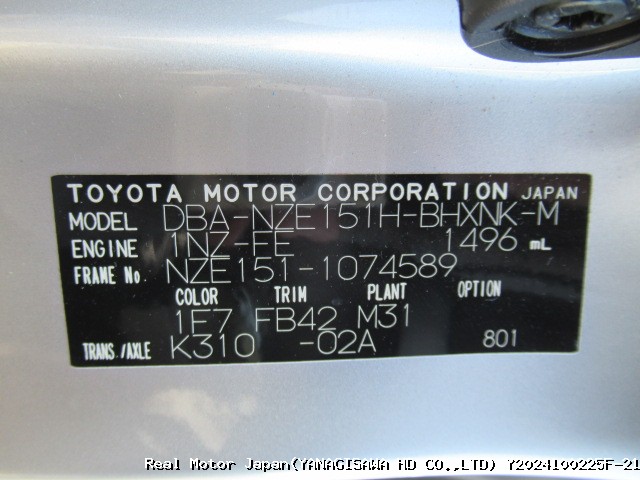 TOYOTA MOTOR CORPORATION JAPAN
MODEL DBA-NZE151H-BHXNK-M
ENGINE 1NZ-FE 1496 mL
FRAME No. NZE151-1074589
COLOR TRIM PLANT OPTION
1E7 FB42 M31
TRANS./AXLE K310 -02A 801
Real Motor Japan(YANAGISAWA HD CO.,LTD) Y2024100225F-21